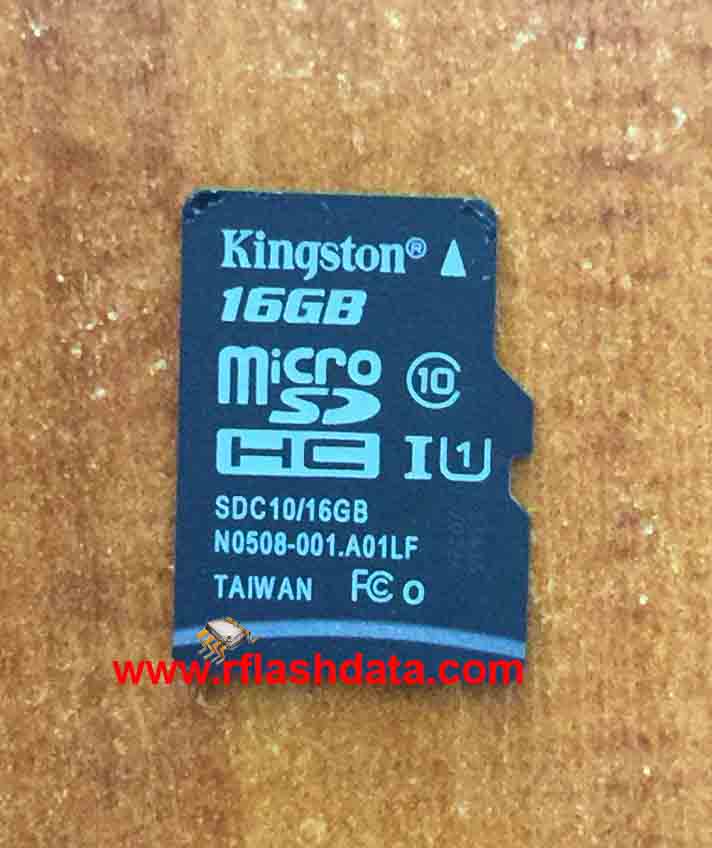 Kingston®
16GB
micro
SD
HC I U1
10
SDC10/16GB
N0508-001.A01LF
TAIWAN FC O
www.rflashdata.com